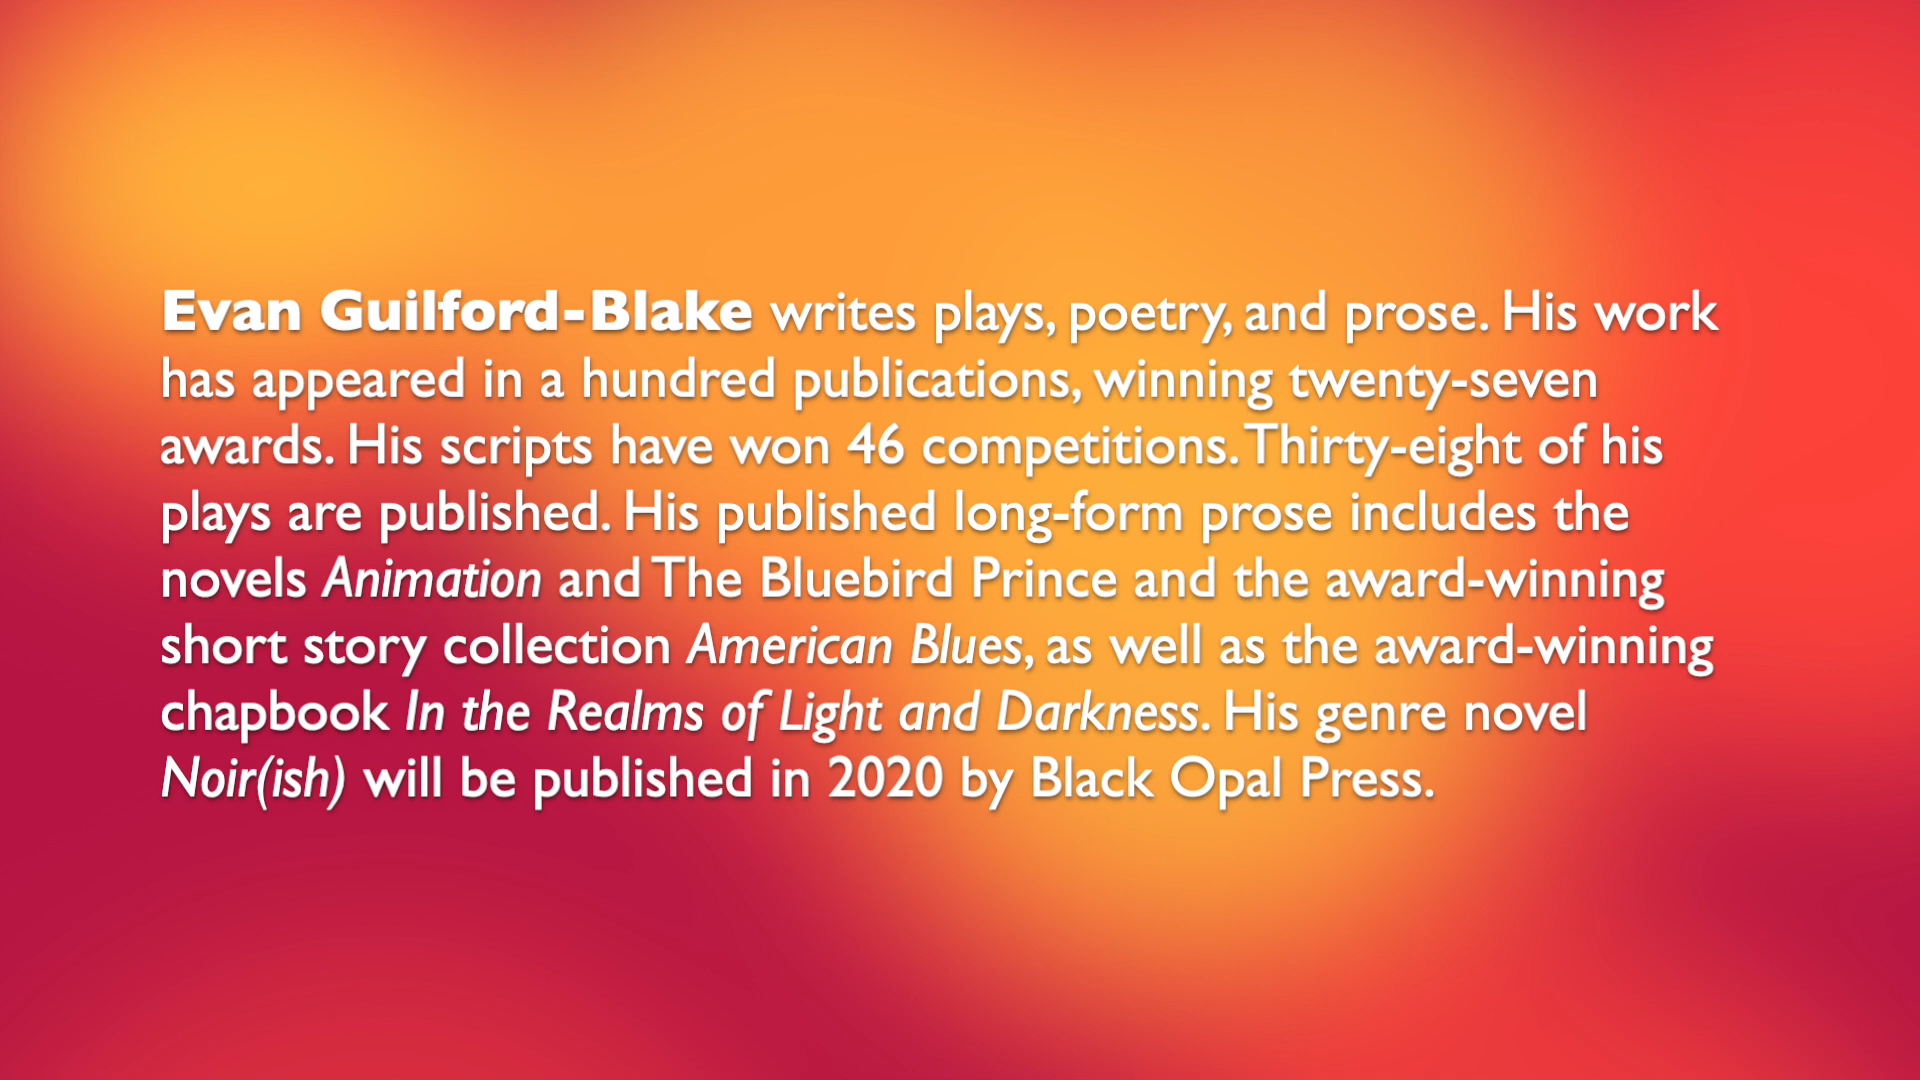 Evan Guilford-Blake writes plays, poetry, and prose. His work
has appeared in a hundred publications, winning twenty-seven
awards. His scripts have won 46 competitions. Thirty-eight of his
plays are published. His published long-form prose includes the
novels Animation and The Bluebird Prince and the award-winning
short story collection American Blues, as well as the award-winning
chapbook In the Realms of Light and Darkness. His genre novel
Noir(ish) will be published in 2020 by Black Opal Press.